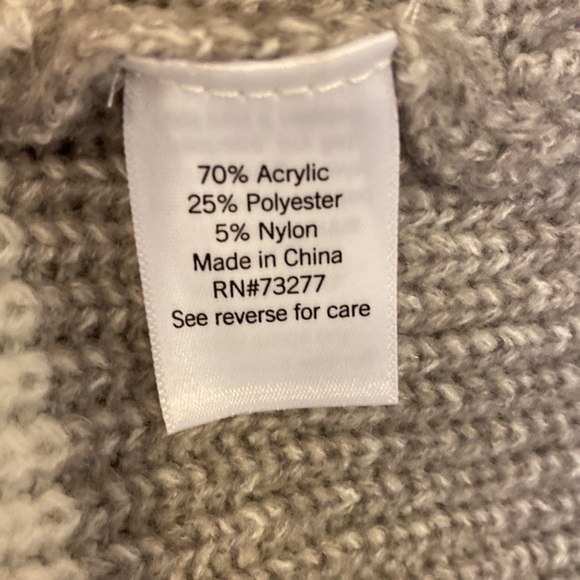 70% Acrylic
25% Polyester
5% Nylon
Made in China
RN#73277
See reverse for care